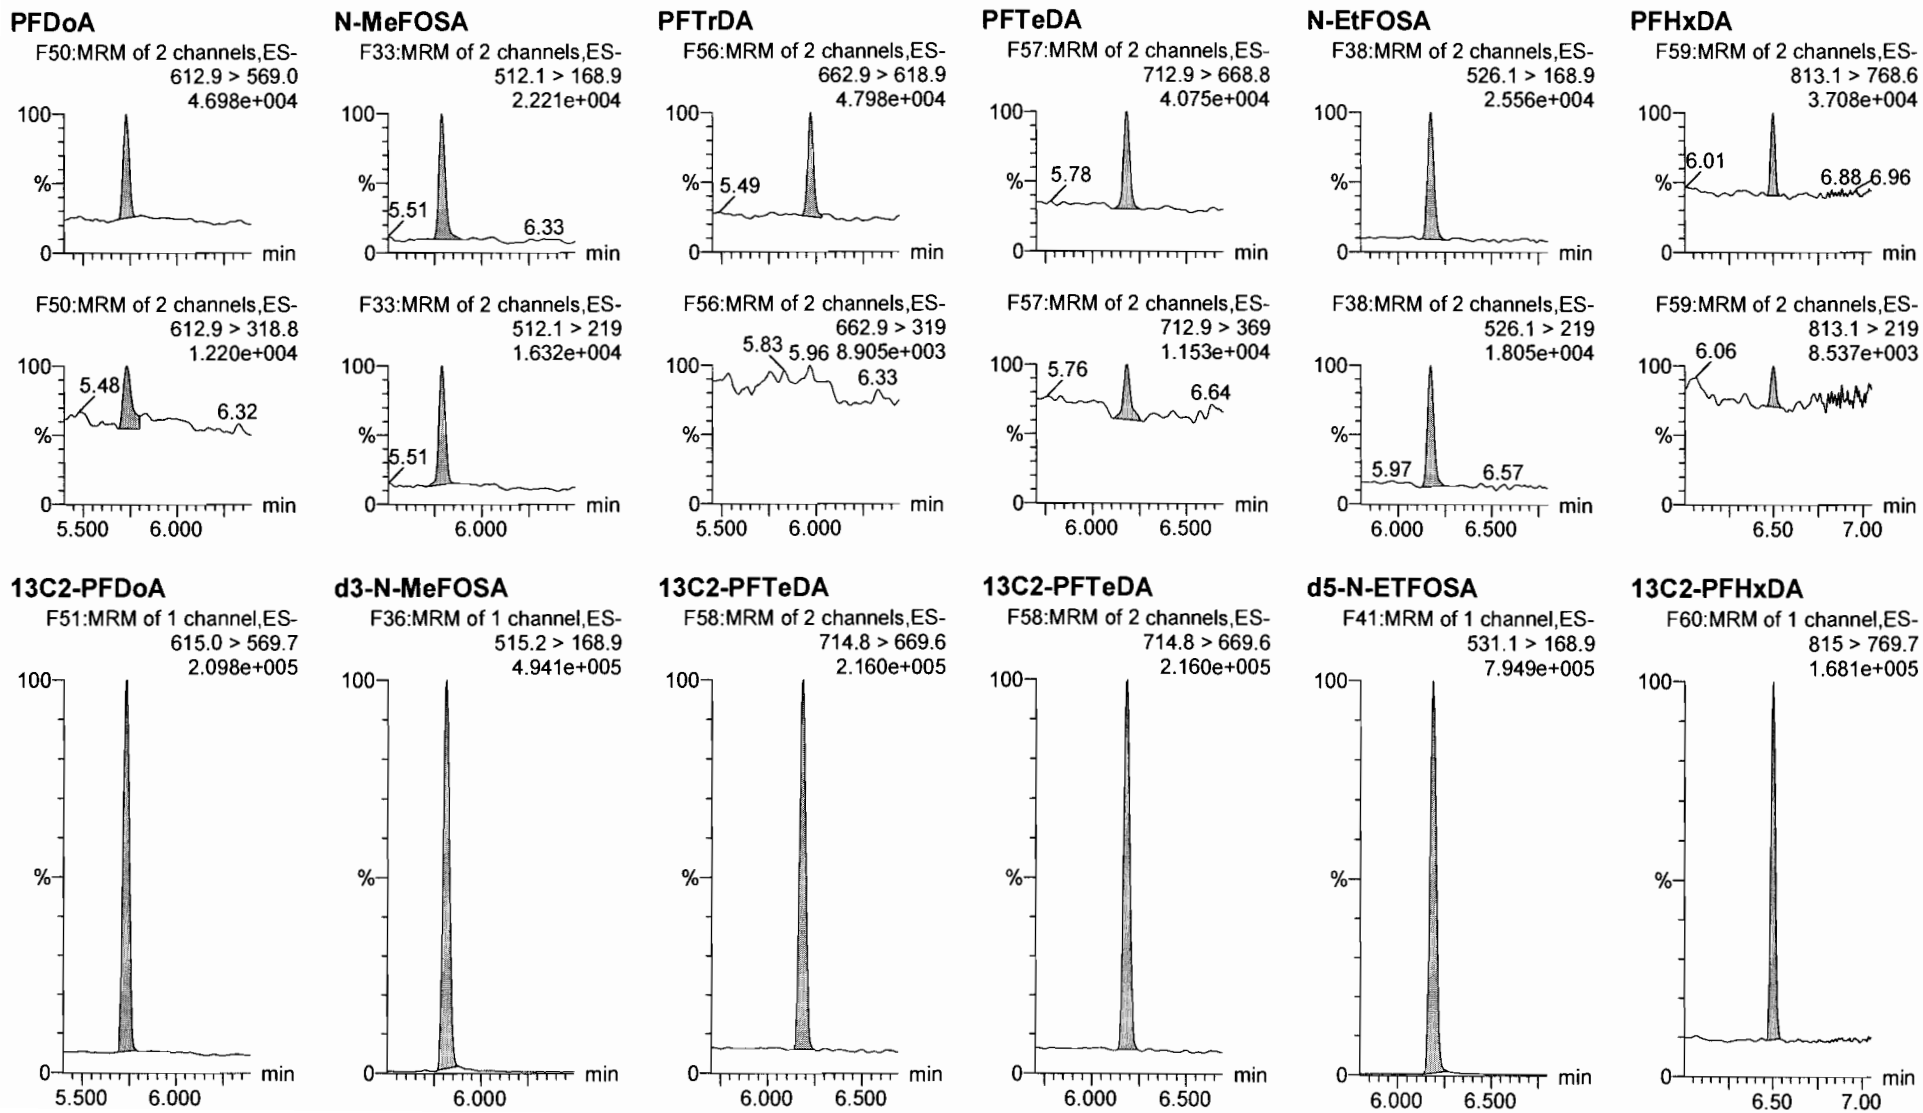 PFDoA
F50:MRM of 2 channels,ES-
612.9 > 569.0
4.698e+004
100
%
0
min
F50:MRM of 2 channels,ES-
612.9 > 318.8
1.220e+004
100
5.48
6.32
%
0
min
5.500 6.000
N-MeFOSA
F33:MRM of 2 channels,ES-
512.1 > 168.9
2.221e+004
100
%
5.51
6.33
0
min
F33:MRM of 2 channels,ES-
512.1 > 219
1.632e+004
100
%
5.51
0
min
6.000
PFTrDA
F56:MRM of 2 channels,ES-
662.9 > 618.9
4.798e+004
100
5.49
%
0
min
F56:MRM of 2 channels,ES-
662.9 > 319
5.83 5.96 8.905e+003
100
6.33
%
0
min
5.500 6.000
PFTeDA
F57:MRM of 2 channels,ES-
712.9 > 668.8
4.075e+004
100
5.78
%
0
min
F57:MRM of 2 channels,ES-
712.9 > 369
1.153e+004
100
5.76
6.64
%
0
min
6.000 6.500
N-EtFOSA
F38:MRM of 2 channels,ES-
526.1 > 168.9
2.556e+004
100
%
0
min
F38:MRM of 2 channels,ES-
526.1 > 219
1.805e+004
100
%
5.97 6.57
0
min
6.000 6.500
PFHxDA
F59:MRM of 2 channels,ES-
813.1 > 768.6
3.708e+004
100
6.01
6.88 6.96
%
0
min
F59:MRM of 2 channels,ES-
813.1 > 219
6.06 8.537e+003
100
%
0
min
6.50 7.00
13C2-PFDoA
F51:MRM of 1 channel,ES-
615.0 > 569.7
2.098e+005
100
%
0
min
5.500 6.000
d3-N-MeFOSA
F36:MRM of 1 channel,ES-
515.2 > 168.9
4.941e+005
100
%
0
min
6.000
13C2-PFTeDA
F58:MRM of 2 channels,ES-
714.8 > 669.6
2.160e+005
100
%
0
min
6.000 6.500
13C2-PFTeDA
F58:MRM of 2 channels,ES-
714.8 > 669.6
2.160e+005
100
%
0
min
6.000 6.500
d5-N-ETFOSA
F41:MRM of 1 channel,ES-
531.1 > 168.9
7.949e+005
100
%
0
min
6.000 6.500
13C2-PFHxDA
F60:MRM of 1 channel,ES-
815 > 769.7
1.681e+005
100
%
0
min
6.50 7.00